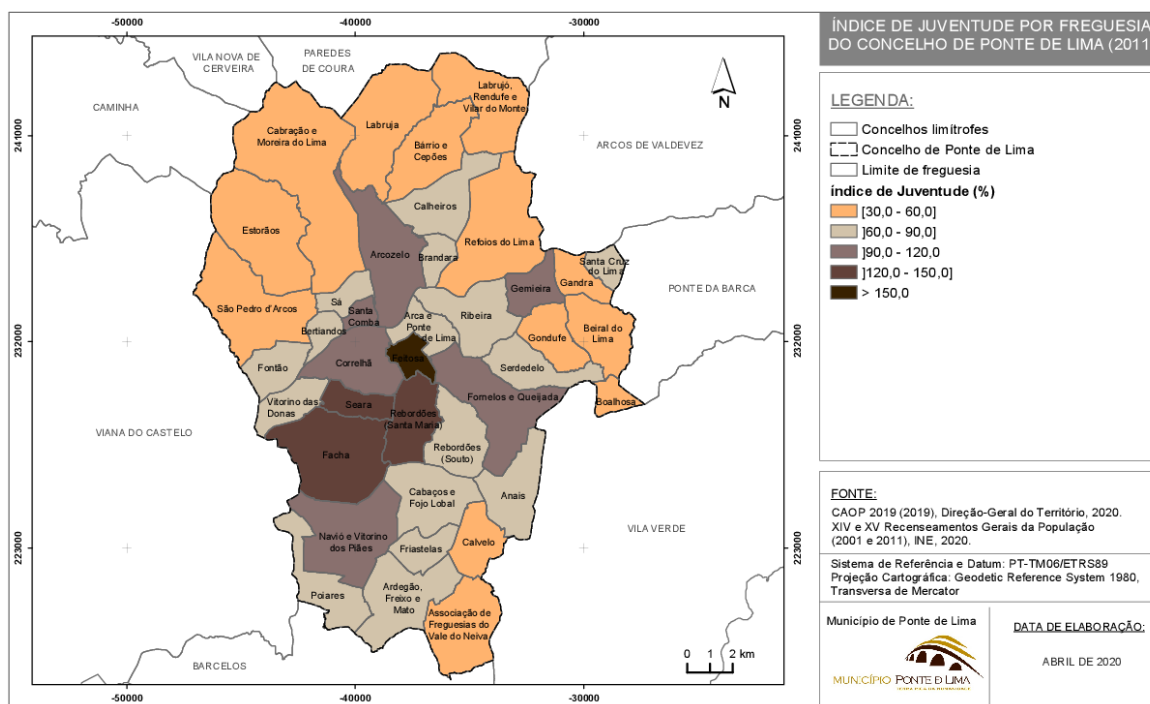 -50000
-40000
-30000
ÍNDICE DE JUVENTUDE POR FREGUESIA
DO CONCELHO DE PONTE DE LIMA (2011
VILA NOVA DE
CERVEIRA
PAREDES
DE COURA
CAMINHA
ARCOS DE VALDEVEZ
PONTE DA BARCA
VIANA DO CASTELO
VILA VERDE
BARCELOS
N
241000
232000
223000
241000
232000
223000
Labrujó,
Rendufe e
Vilar do Monte
Labruja
Cabração e
Moreira do Lima
Bárrio e
Cepões
Calheiros
Estorãos
Refoios do Lima
Arcozelo
Brandara
Santa Cruz
do Lima
Gandra
Gemieira
São Pedro d'Arcos
Sá
Santa
Comba
Arca e
Ponte
de Lima
Ribeira
Bertiandos
Beiral do
Lima
Gondufe
Feitosa
Correlhã
Fontão
Serdedelo
Fornelos e Queijada
Boalhosa
Vitorino das
Donas
Seara
Rebordões
(Santa Maria)
Rebordões
(Souto)
Facha
Anais
Cabaços e
Fojo Lobal
Navió e Vitorino
dos Piães
Calvelo
Friastelas
Poiares
Ardegão,
Freixo e
Mato
Associação de
Freguesias do
Vale do Neiva
0 1 2 km
-50000
-40000
-30000
LEGENDA:
Concelhos limítrofes
Concelho de Ponte de Lima
Limite de freguesia
índice de Juventude (%)
[30,0 - 60,0]
]60,0 - 90,0]
]90,0 - 120,0
]120,0 - 150,0]
> 150,0
FONTE:
CAOP 2019 (2019), Direção-Geral do Território, 2020.
XIV e XV Recenseamentos Gerais da População
(2001 e 2011), INE, 2020.
Sistema de Referência e Datum: PT-TM06/ETRS89
Projeção Cartográfica: Geodetic Reference System 1980,
Transversa de Mercator
Município de Ponte de Lima
MUNICÍPIO PONTE D LIMA
DATA DE ELABORAÇÃO:
ABRIL DE 2020